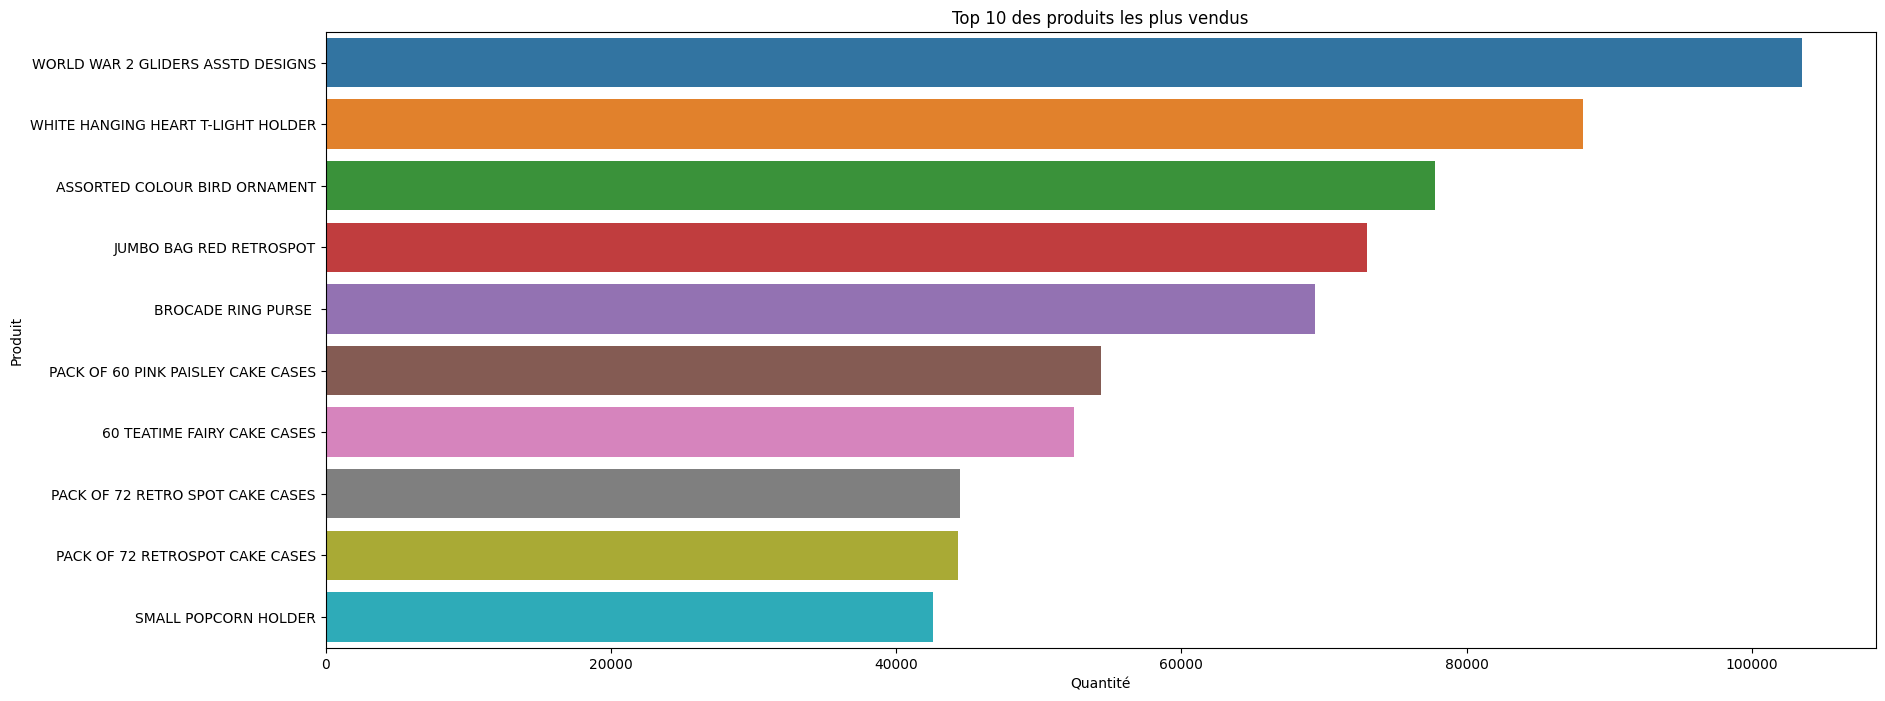 Top 10 des produits les plus vendus
Produit
WORLD WAR 2 GLIDERS ASSTD DESIGNS
WHITE HANGING HEART T-LIGHT HOLDER
ASSORTED COLOUR BIRD ORNAMENT
JUMBO BAG RED RETROSPOT
BROCADE RING PURSE
PACK OF 60 PINK PAISLEY CAKE CASES
60 TEATIME FAIRY CAKE CASES
PACK OF 72 RETRO SPOT CAKE CASES
PACK OF 72 RETROSPOT CAKE CASES
SMALL POPCORN HOLDER
0 20000 40000 60000 80000 100000
Quantité